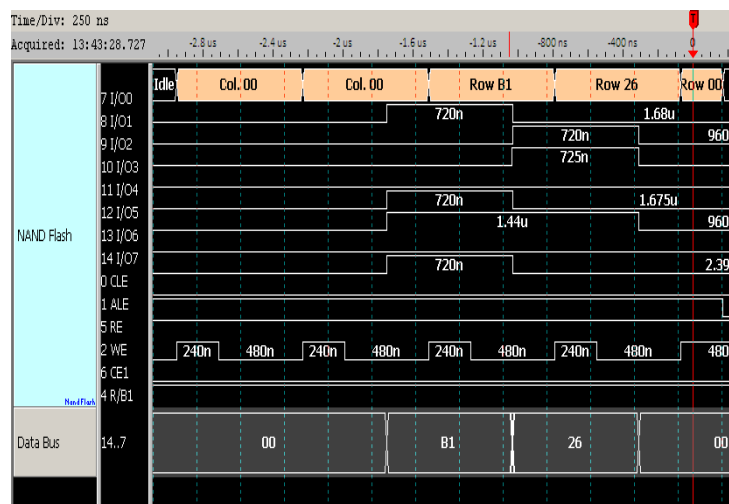 Time/Div: 250 ns
Acquired: 13:43:28.727
-2.8 us -2.4 us -2 us -1.6 us -1.2 us -800 ns -400 ns 0
T
Idle Col. 00 Col. 00 Row B1 Row 26 Row 00
7 I/O0
8 I/O1 720n 1.68u
9 I/O2 720n 960
10 I/O3 725n
11 I/O4
12 I/O5 720n 1.675u
13 I/O6 1.44u 960
NAND Flash
14 I/O7 720n 2.39
0 CLE
1 ALE
5 RE
2 WE 240n 480n 240n 480n 240n 480n 240n 480n 480
6 CE1
4 R/B1
Nand Flash
Data Bus 14..7 00 B1 26 00